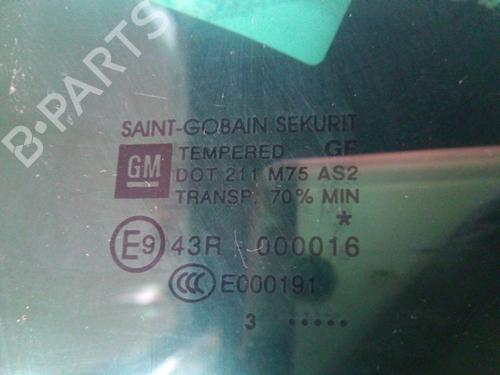 B-PARTS
SAINT-GOBAIN SEKURIT
GM TEMPERED GF
DOT 211 M75 AS2
TRANSP. 70% MIN
*
E9 43R 000016
CCC E000191
3 .....